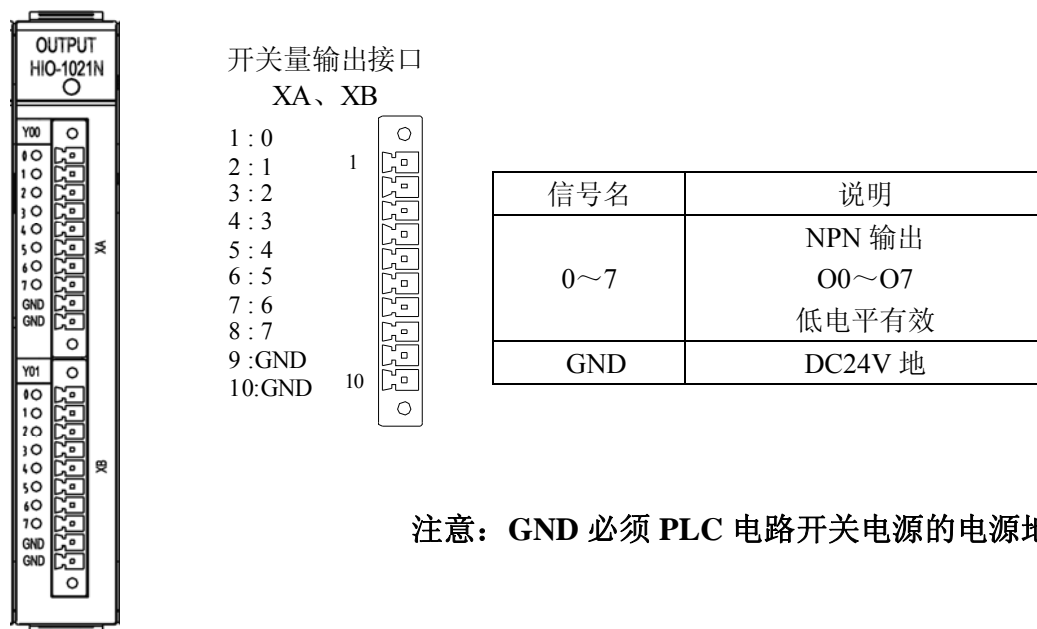 OUTPUT
HIO-1021N
Y00
0
1
2
3
4
5
6
7
GND
GND
XA
Y01
0
1
2
3
4
5
6
7
GND
GND
XB
开关量输出接口
XA、XB
1 : 0
2 : 1
3 : 2
4 : 3
5 : 4
6 : 5
7 : 6
8 : 7
9 :GND
10:GND
1
10
信号名 说明
0～7 NPN 输出
O0～O7
低电平有效
GND DC24V 地
注意：GND 必须 PLC 电路开关电源的电源地